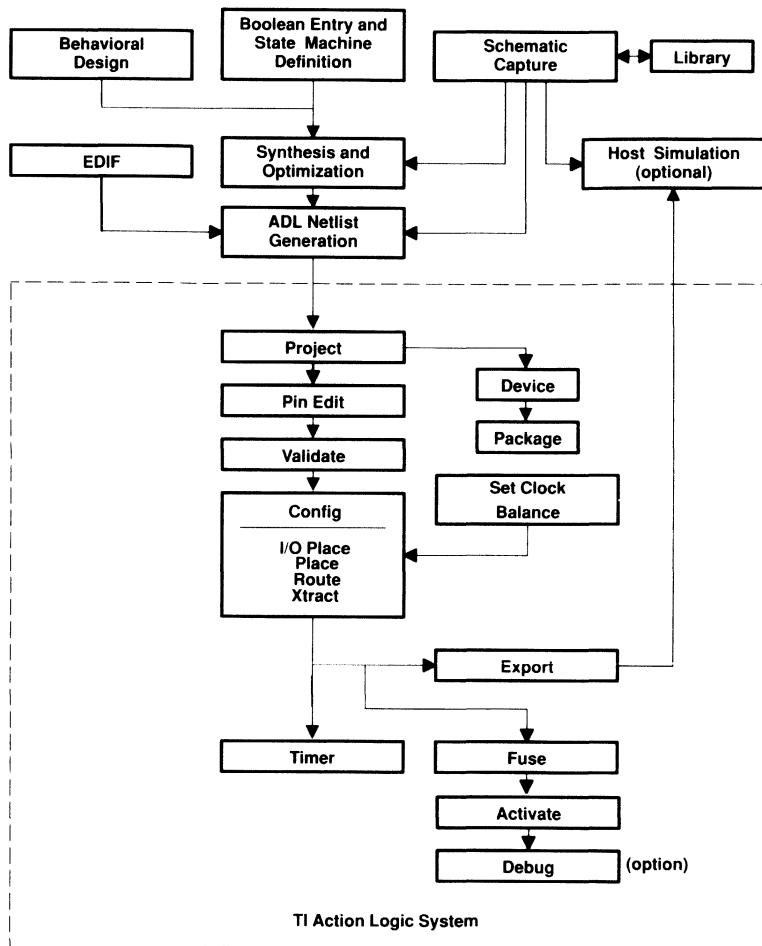 Behavioral
Design
Boolean Entry and
State Machine
Definition
Schematic
Capture
Library
EDIF
Synthesis and
Optimization
Host Simulation
(optional)
ADL Netlist
Generation
Project
Device
Pin Edit
Package
Validate
Config
Set Clock
Balance
I/O Place
Place
Route
Xtract
Export
Timer
Fuse
Activate
Debug
(option)
TI Action Logic System